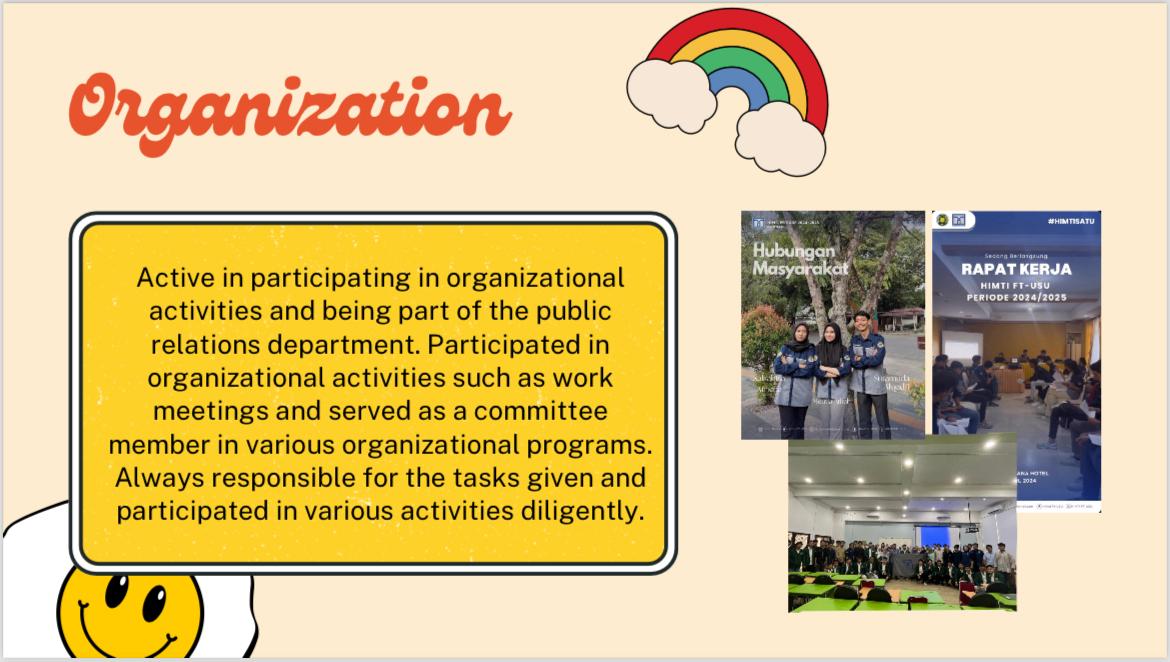 Organization
Active in participating in organizational
activities and being part of the public
relations department. Participated in
organizational activities such as work
meetings and served as a committee
member in various organizational programs.
Always responsible for the tasks given and
participated in various activities diligently.
Hubungan
Masyarakat
#HIMTISATU
Sedang Berlangsung
RAPAT KERJA
HIMTI FT-USU
PERIODE 2024/2025
HOTEL
2024